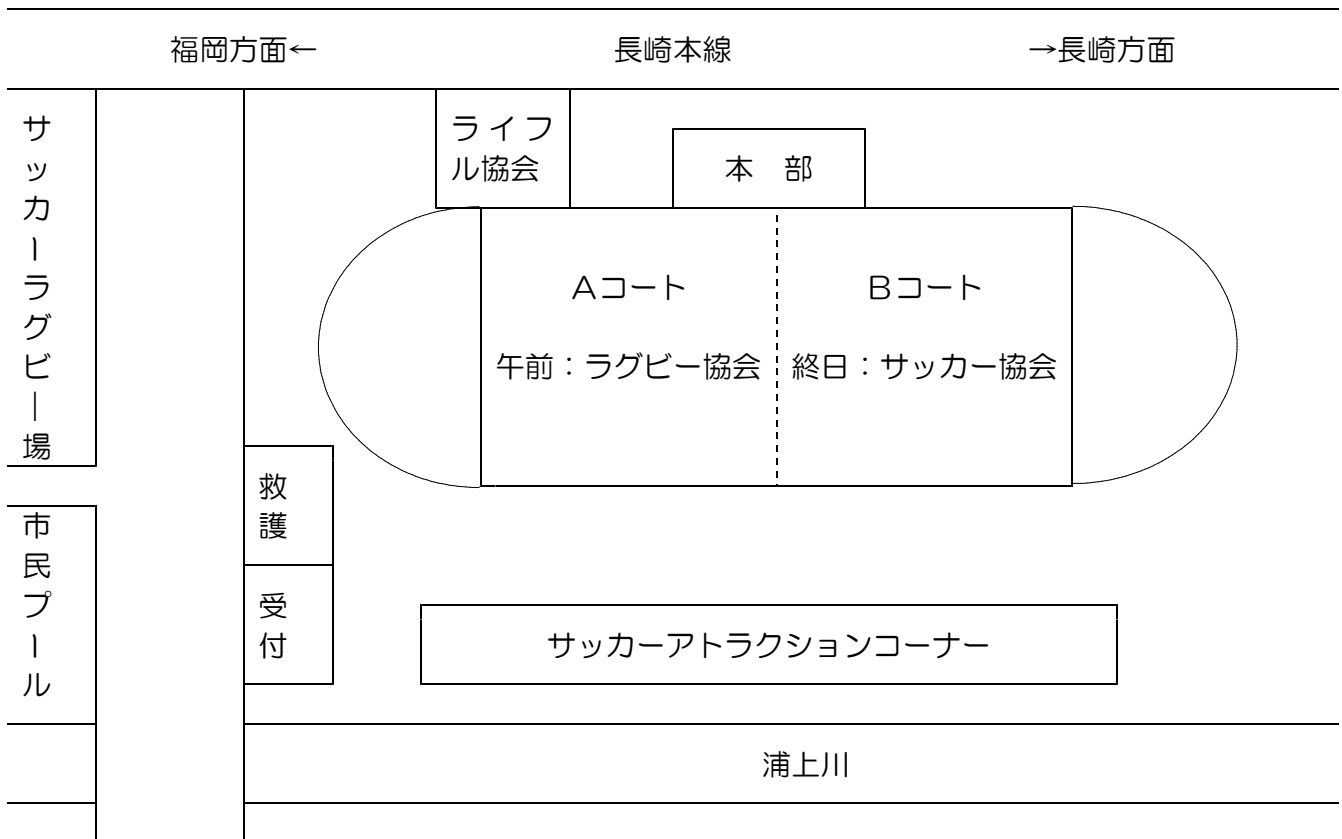 福岡方面←
長崎本線
→長崎方面
サッカーラグビー場
ライフ
ル協会
本 部
Aコート
Bコート
午前：ラグビー協会
終日：サッカー協会
救護
市民プール
受付
サッカーアトラクションコーナー
浦上川